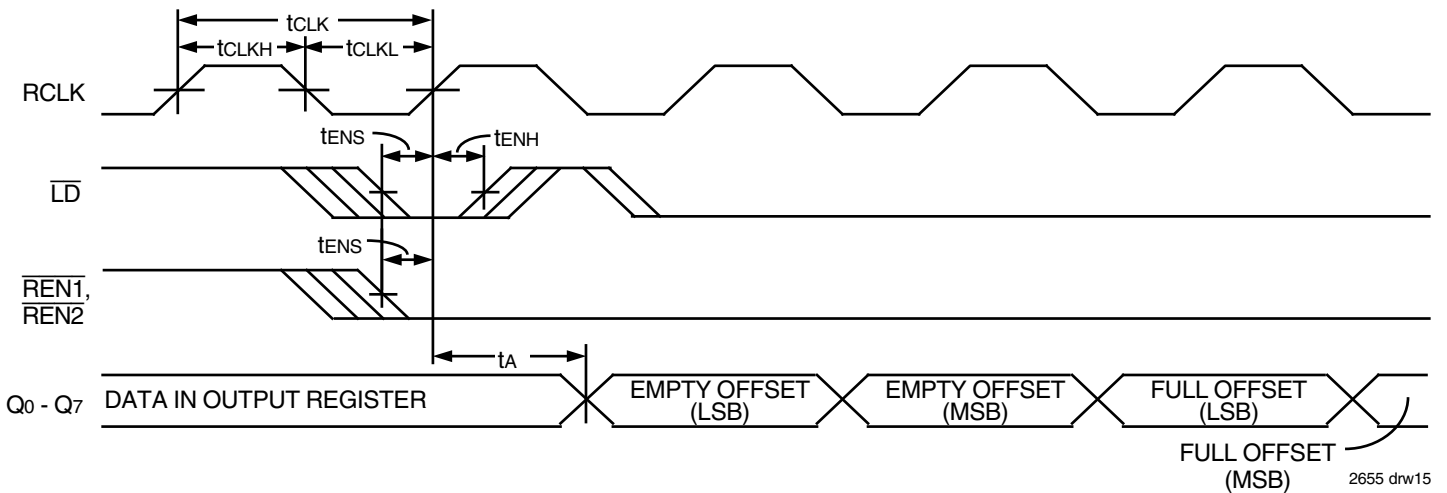 tCLK
tCLKH
tCLKL
RCLK
tENS
tENH
LD
tENS
REN1,
REN2
tA
Q0 - Q7
DATA IN OUTPUT REGISTER
EMPTY OFFSET
(LSB)
EMPTY OFFSET
(MSB)
FULL OFFSET
(LSB)
FULL OFFSET
(MSB)
2655 drw15